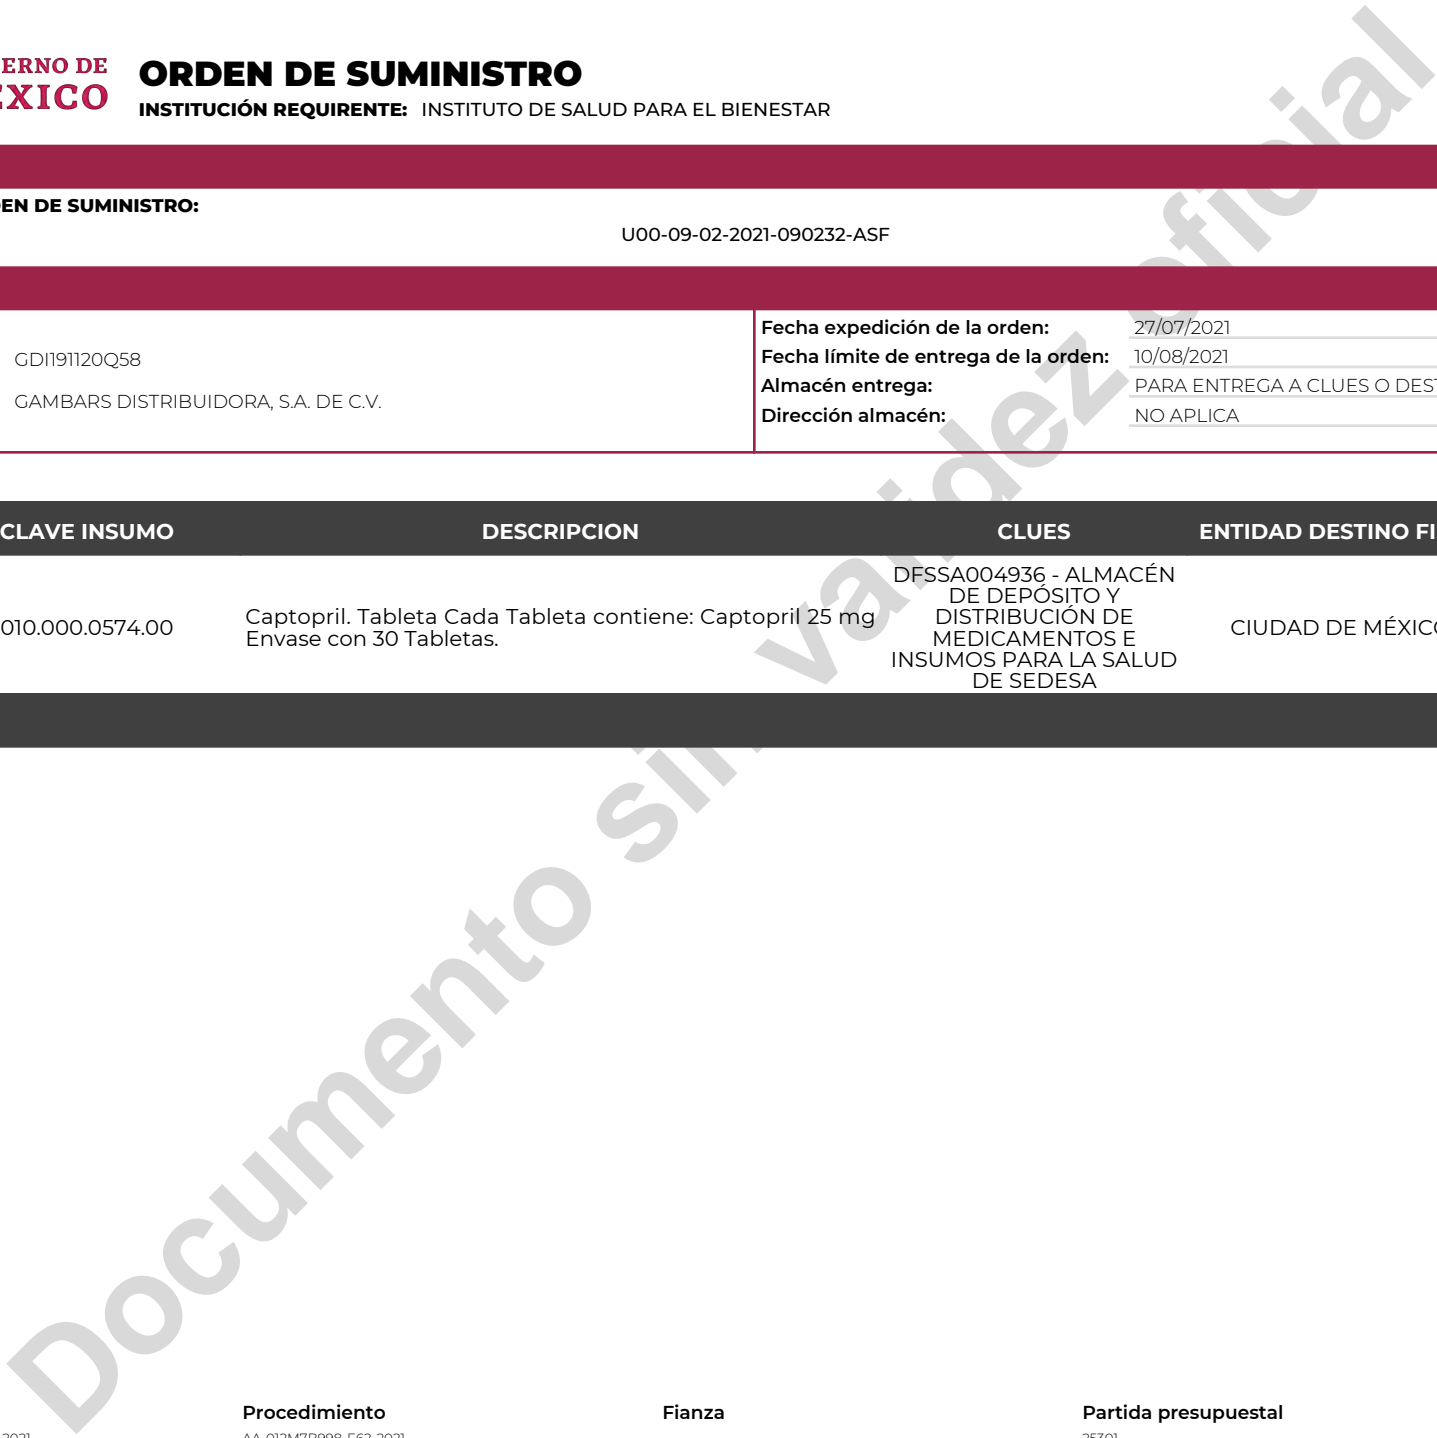 ERNO DE
ÉXICO
ORDEN DE SUMINISTRO
INSTITUCIÓN REQUIRENTE: INSTITUTO DE SALUD PARA EL BIENESTAR
EN DE SUMINISTRO:
U00-09-02-2021-090232-ASF
GDI191120Q58
GAMBARS DISTRIBUIDORA, S.A. DE C.V.
Fecha expedición de la orden: 27/07/2021
Fecha límite de entrega de la orden: 10/08/2021
Almacén entrega: PARA ENTREGA A CLUES O DEST
Dirección almacén: NO APLICA
CLAVE INSUMO DESCRIPCION CLUES ENTIDAD DESTINO FI
010.000.0574.00
Captopril. Tableta Cada Tableta contiene: Captopril 25 mg
Envase con 30 Tabletas.
DFSSA004936 - ALMACÉN
DE DEPÓSITO Y
DISTRIBUCIÓN DE
MEDICAMENTOS E
INSUMOS PARA LA SALUD
DE SEDESA
CIUDAD DE MÉXICO
Documento sin validez oficial
Procedimiento Fianza Partida presupuestal